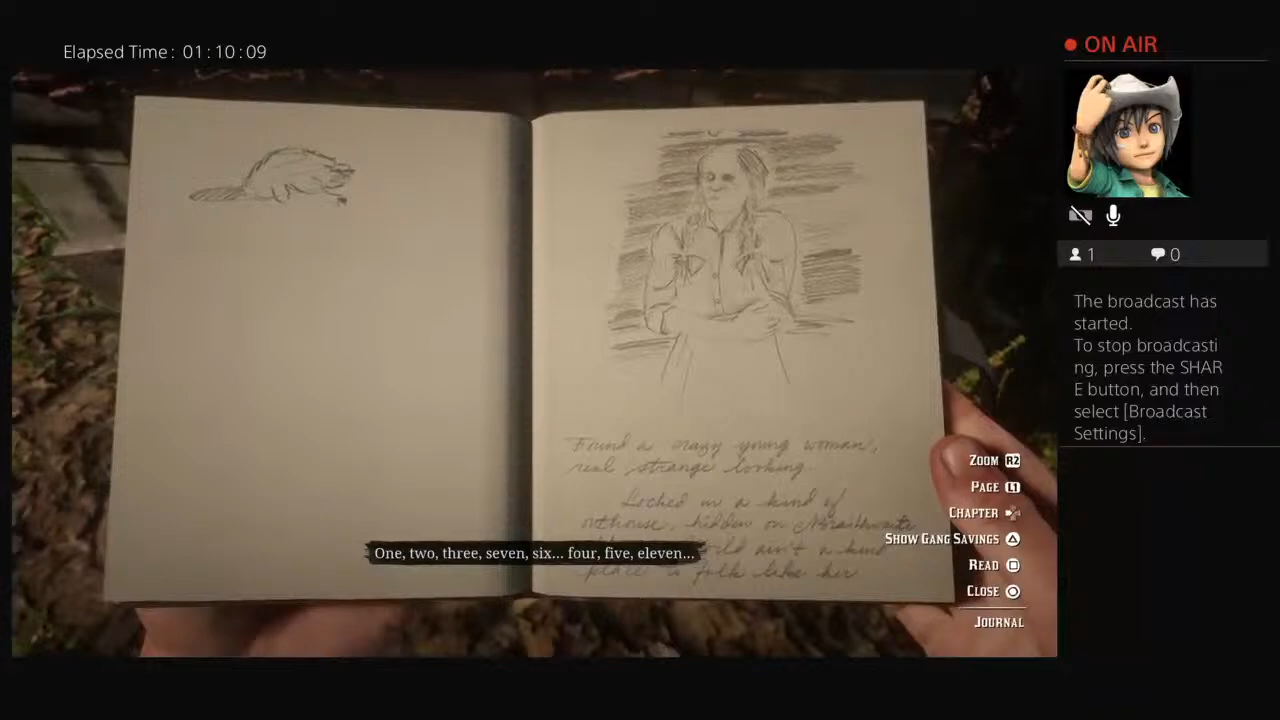 Elapsed Time: 01:10:09
ON AIR
1
0
The broadcast has
started.
To stop broadcasti
ng, press the SHAR
E button, and then
select [Broadcast
Settings].
Found a crazy young woman,
real strange looking.
Locked in a kind of
outhouse, hidden on Braithwaite
world ain't a kind
place to folk like her
One, two, three, seven, six... four, five, eleven...
ZOOM R2
PAGE L1
CHAPTER
SHOW GANG SAVINGS
READ
CLOSE
JOURNAL